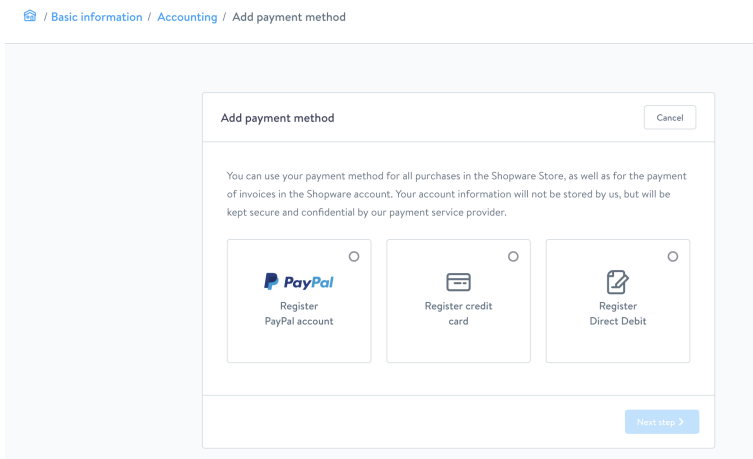 / Basic information / Accounting / Add payment method
Add payment method
Cancel
You can use your payment method for all purchases in the Shopware Store, as well as for the payment
of invoices in the Shopware account. Your account information will not be stored by us, but will be
kept secure and confidential by our payment service provider.
PayPal
Register
PayPal account
Register credit
card
Register
Direct Debit
Next step